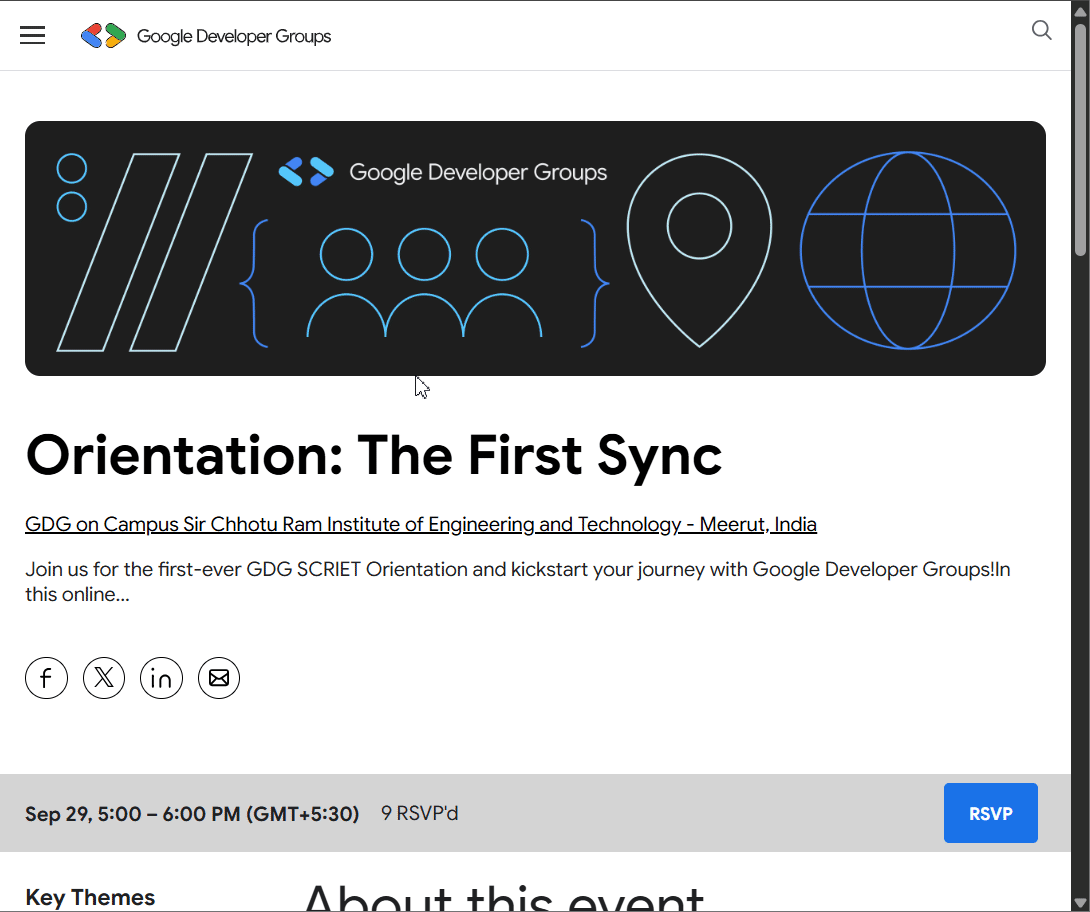 Google Developer Groups
Google Developer Groups
Orientation: The First Sync
GDG on Campus Sir Chhotu Ram Institute of Engineering and Technology - Meerut, India
Join us for the first-ever GDG SCRIET Orientation and kickstart your journey with Google Developer Groups!In
this online...
Sep 29, 5:00 – 6:00 PM (GMT+5:30) 9 RSVP'd
RSVP
Key Themes
About this event